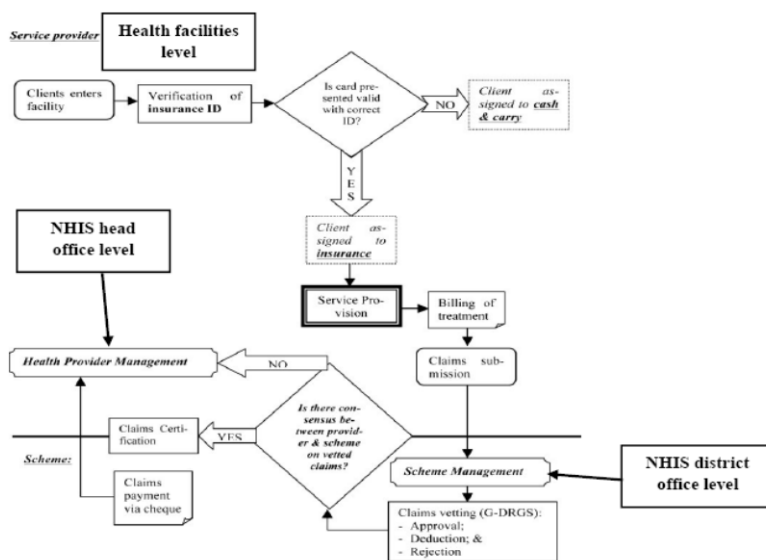 Service provider
Health facilities
level
Clients enters
facility
Verification of
insurance ID
Is card pre-
sented valid
with correct
ID?
NO
Client as-
signed to cash
& carry
YES
NHIS head
office level
Client as-
signed to
insurance
Service Pro-
vision
Billing of
treatment
Health Provider Management
NO
Claims sub-
mission
Is there con-
sensus be-
tween provid-
er & scheme
on vetted
claims?
YES
Claims Certi-
fication
Scheme:
Claims
payment
via cheque
Scheme Management
NHIS district
office level
Claims vetting (G-DRGS):
- Approval;
- Deduction; &
- Rejection